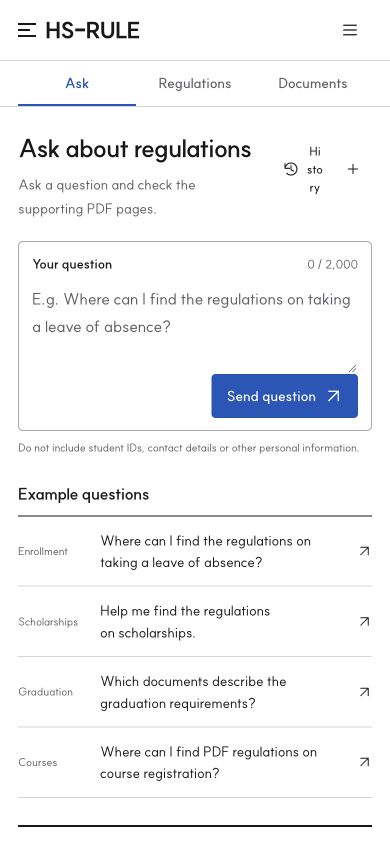 HS-RULE
Ask
Regulations
Documents
Ask about regulations
Hi
sto
ry
Ask a question and check the
supporting PDF pages.
Your question
0 / 2,000
E.g. Where can I find the regulations on taking
a leave of absence?
Send question
Do not include student IDs, contact details or other personal information.
Example questions
Enrollment
Where can I find the regulations on
taking a leave of absence?
Scholarships
Help me find the regulations
on scholarships.
Graduation
Which documents describe the
graduation requirements?
Courses
Where can I find PDF regulations on
course registration?